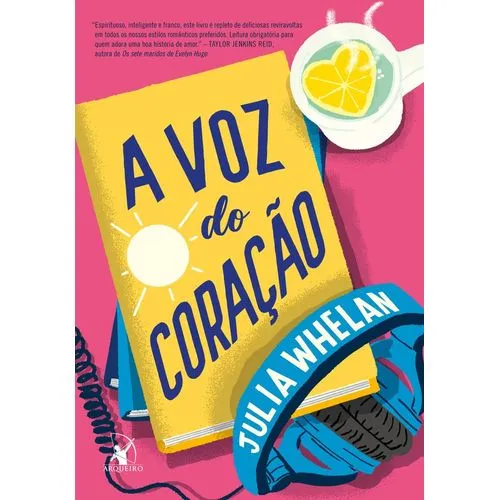 "Espirituoso, inteligente e franco, este livro é repleto de deliciosas reviravoltas
em todos os nossos estilos românticos preferidos. Leitura obrigatória para
quem adora uma boa história de amor." – TAYLOR JENKINS REID,
autora de Os sete maridos de Evelyn Hugo
A VOZ
do
CORAÇÃO
JULIA WHELAN
ARQUEIRO